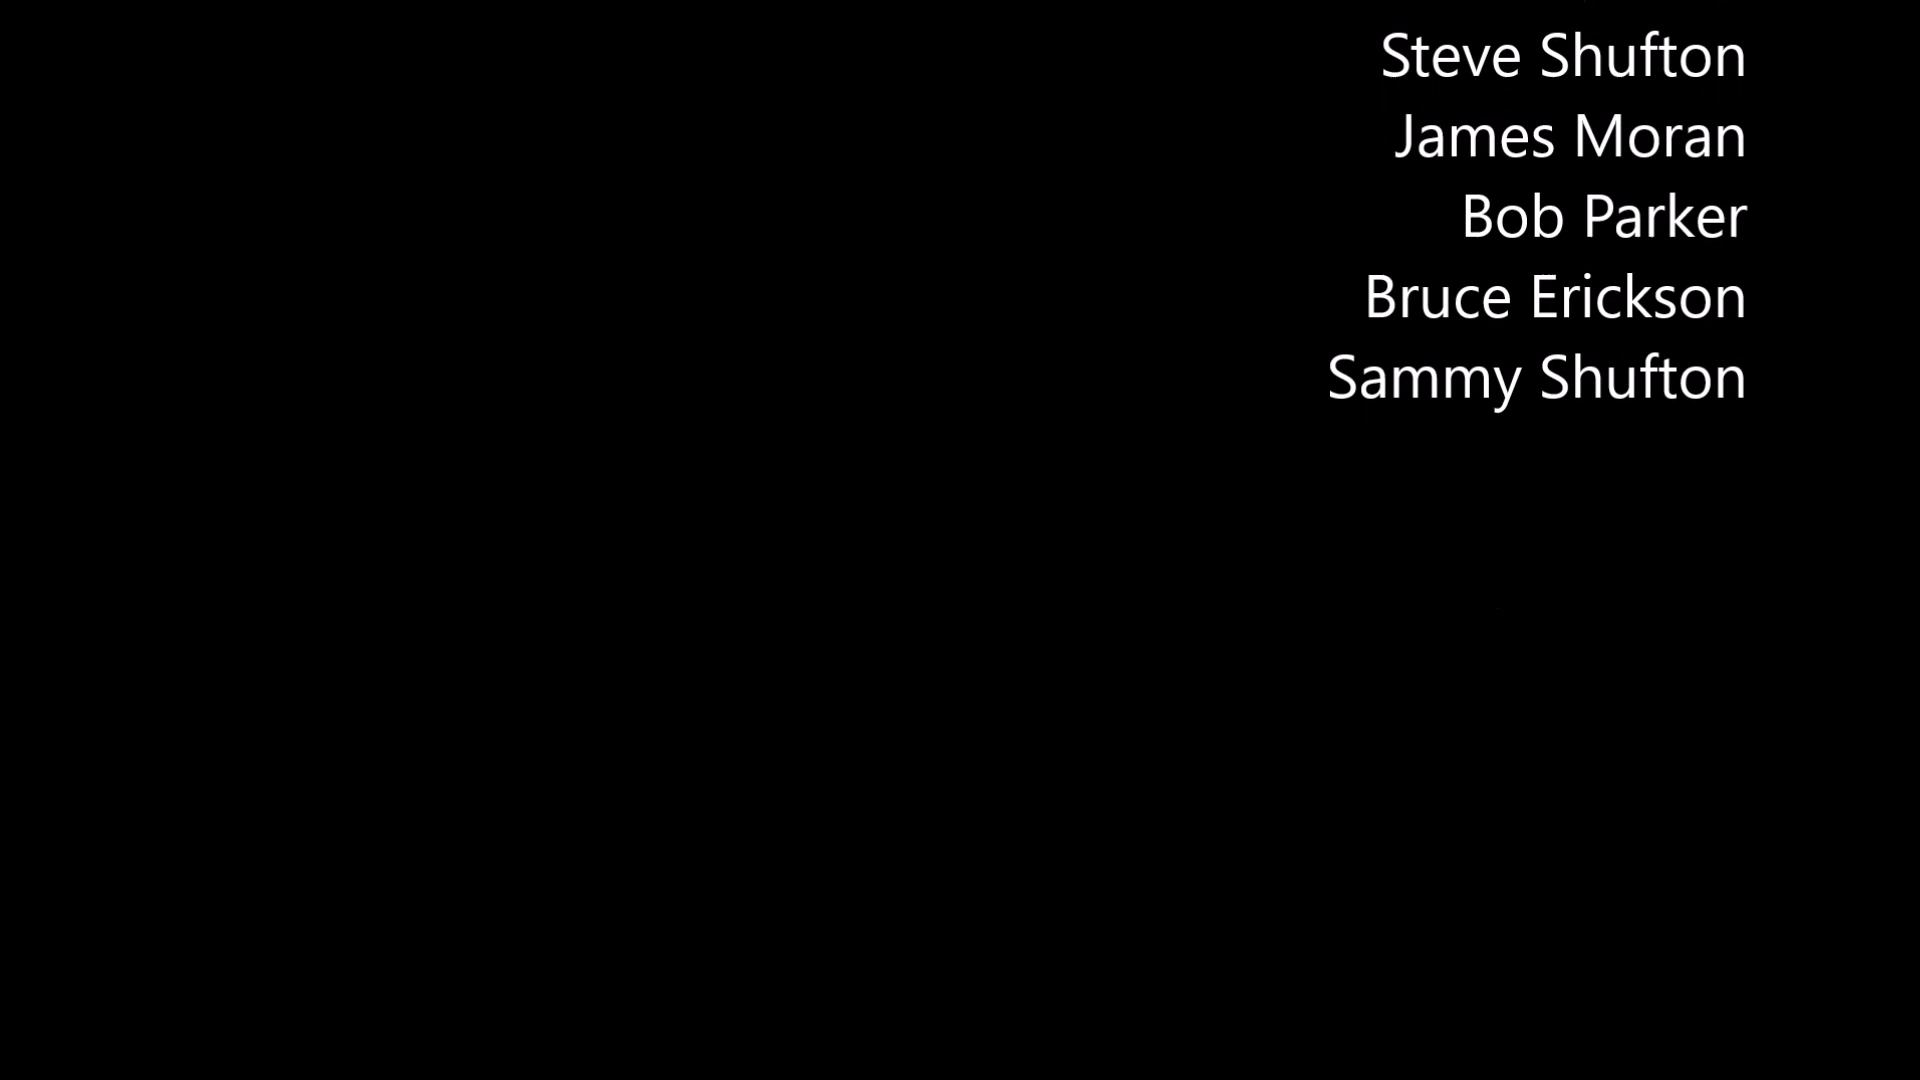 Steve Shufton
James Moran
Bob Parker
Bruce Erickson
Sammy Shufton